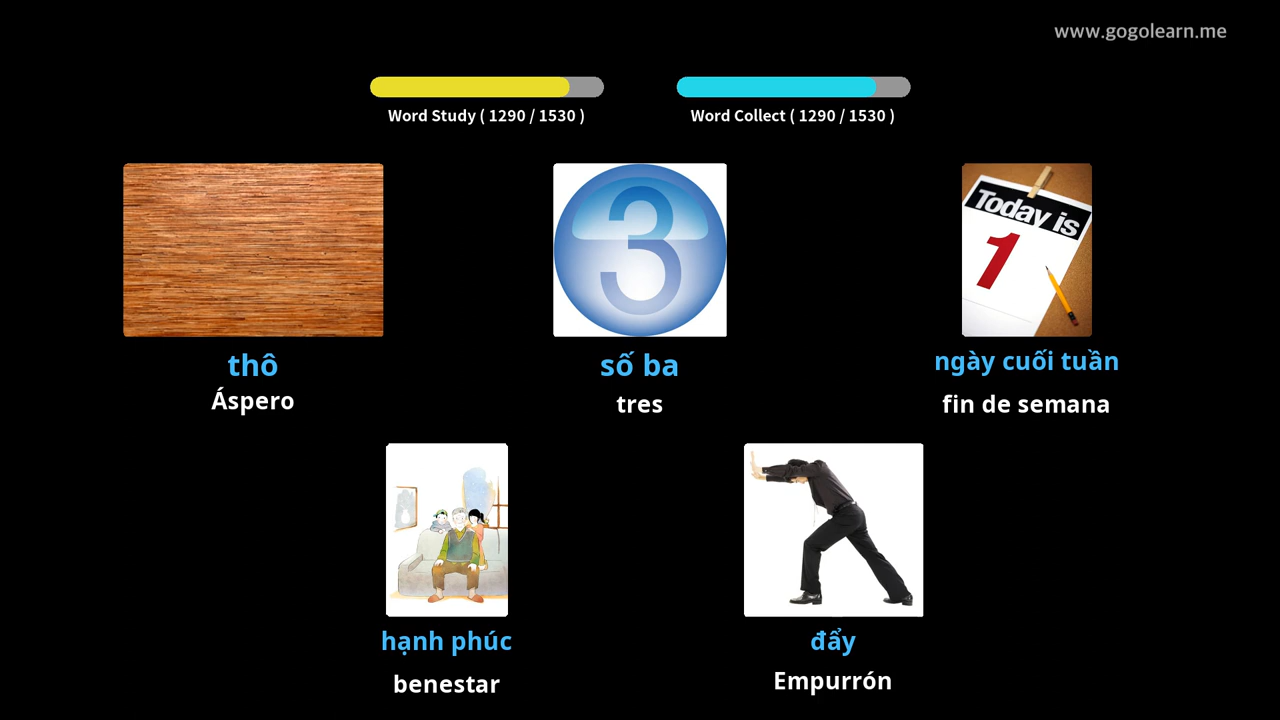 www.gogolearn.me
Word Study ( 1290 / 1530 )
Word Collect ( 1290 / 1530 )
3
Today is
1
thô
Áspero
số ba
tres
ngày cuối tuần
fin de semana
hạnh phúc
benestar
đẩy
Empurrón